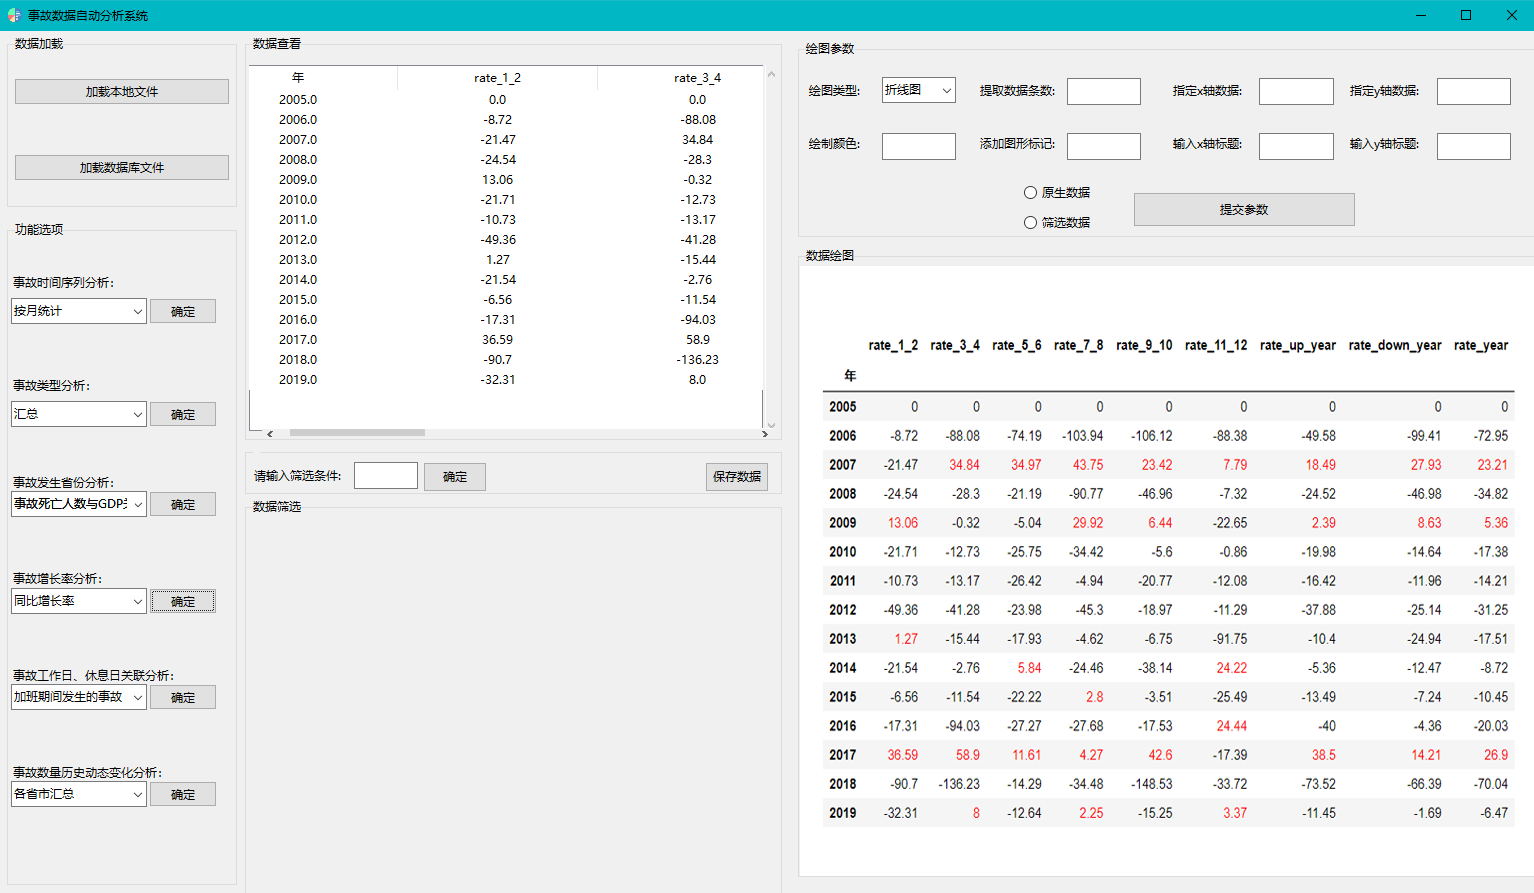 事故数据自动分析系统
数据加载
加载本地文件
加载数据库文件
功能选项
事故时间序列分析:
按月统计 确定
事故类型分析:
汇总 确定
事故发生省份分析:
事故死亡人数与GDP 确定
事故增长率分析:
同比增长率 确定
事故工作日、休息日关联分析:
加班期间发生的事故 确定
事故数量历史动态变化分析:
各省市汇总 确定
数据查看
年 rate_1_2 rate_3_4
2005.0 0.0 0.0
2006.0 -8.72 -88.08
2007.0 -21.47 34.84
2008.0 -24.54 -28.3
2009.0 13.06 -0.32
2010.0 -21.71 -12.73
2011.0 -10.73 -13.17
2012.0 -49.36 -41.28
2013.0 1.27 -15.44
2014.0 -21.54 -2.76
2015.0 -6.56 -11.54
2016.0 -17.31 -94.03
2017.0 36.59 58.9
2018.0 -90.7 -136.23
2019.0 -32.31 8.0
请输入筛选条件: 确定 保存数据
数据筛选
绘图参数
绘图类型: 折线图 提取数据条数: 指定x轴数据: 指定y轴数据:
绘制颜色: 添加图形标记: 输入x轴标题: 输入y轴标题:
原生数据
筛选数据
提交参数
数据绘图
rate_1_2 rate_3_4 rate_5_6 rate_7_8 rate_9_10 rate_11_12 rate_up_year rate_down_year rate_year
年
2005 0 0 0 0 0 0 0 0 0
2006 -8.72 -88.08 -74.19 -103.94 -106.12 -88.38 -49.58 -99.41 -72.95
2007 -21.47 34.84 34.97 43.75 23.42 7.79 18.49 27.93 23.21
2008 -24.54 -28.3 -21.19 -90.77 -46.96 -7.32 -24.52 -46.98 -34.82
2009 13.06 -0.32 -5.04 29.92 6.44 -22.65 2.39 8.63 5.36
2010 -21.71 -12.73 -25.75 -34.42 -5.6 -0.86 -19.98 -14.64 -17.38
2011 -10.73 -13.17 -26.42 -4.94 -20.77 -12.08 -16.42 -11.96 -14.21
2012 -49.36 -41.28 -23.98 -45.3 -18.97 -11.29 -37.88 -25.14 -31.25
2013 1.27 -15.44 -17.93 -4.62 -6.75 -91.75 -10.4 -24.94 -17.51
2014 -21.54 -2.76 5.84 -24.46 -38.14 24.22 -5.36 -12.47 -8.72
2015 -6.56 -11.54 -22.22 2.8 -3.51 -25.49 -13.49 -7.24 -10.45
2016 -17.31 -94.03 -27.27 -27.68 -17.53 24.44 -40 -4.36 -20.03
2017 36.59 58.9 11.61 4.27 42.6 -17.39 38.5 14.21 26.9
2018 -90.7 -136.23 -14.29 -34.48 -148.53 -33.72 -73.52 -66.39 -70.04
2019 -32.31 8 -12.64 2.25 -15.25 3.37 -11.45 -1.69 -6.47